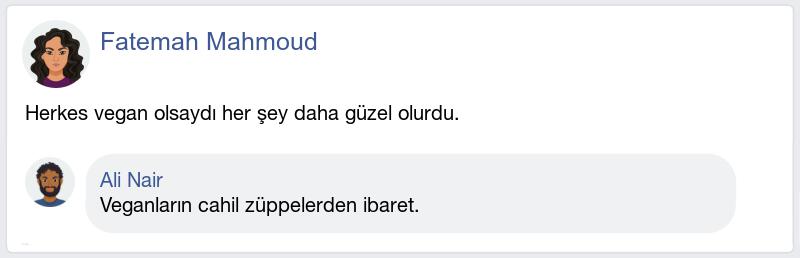 Fatemah Mahmoud
Herkes vegan olsaydı her şey daha güzel olurdu.
Ali Nair
Veganların cahil züppelerden ibaret.